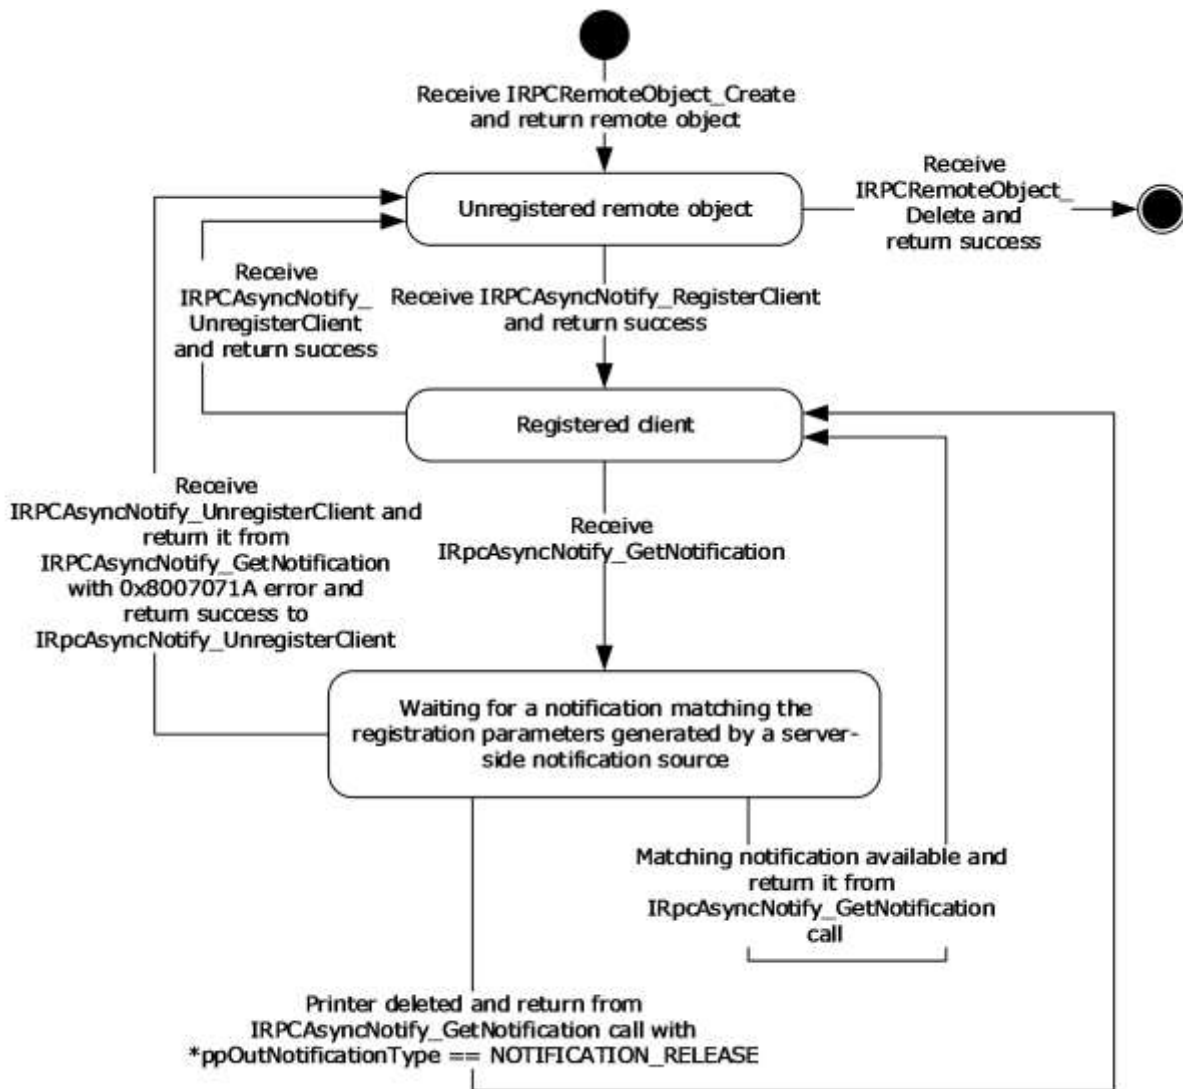 Receive IRPCRemoteObject_Create
and return remote object
Unregistered remote object
Receive
IRPCRemoteObject_
Delete and
return success
Receive
IRPCAsyncNotify_
UnregisterClient
and return success
Receive IRPCAsyncNotify_RegisterClient
and return success
Registered client
Receive
IRPCAsyncNotify_UnregisterClient and
return it from
IRPCAsyncNotify_GetNotification
with 0x8007071A error and
return success to
IRpcAsyncNotify_UnregisterClient
Receive
IRpcAsyncNotify_GetNotification
Waiting for a notification matching the
registration parameters generated by a server-
side notification source
Matching notification available and
return it from
IRpcAsyncNotify_GetNotification
call
Printer deleted and return from
IRPCAsyncNotify_GetNotification call with
*ppOutNotificationType == NOTIFICATION_RELEASE